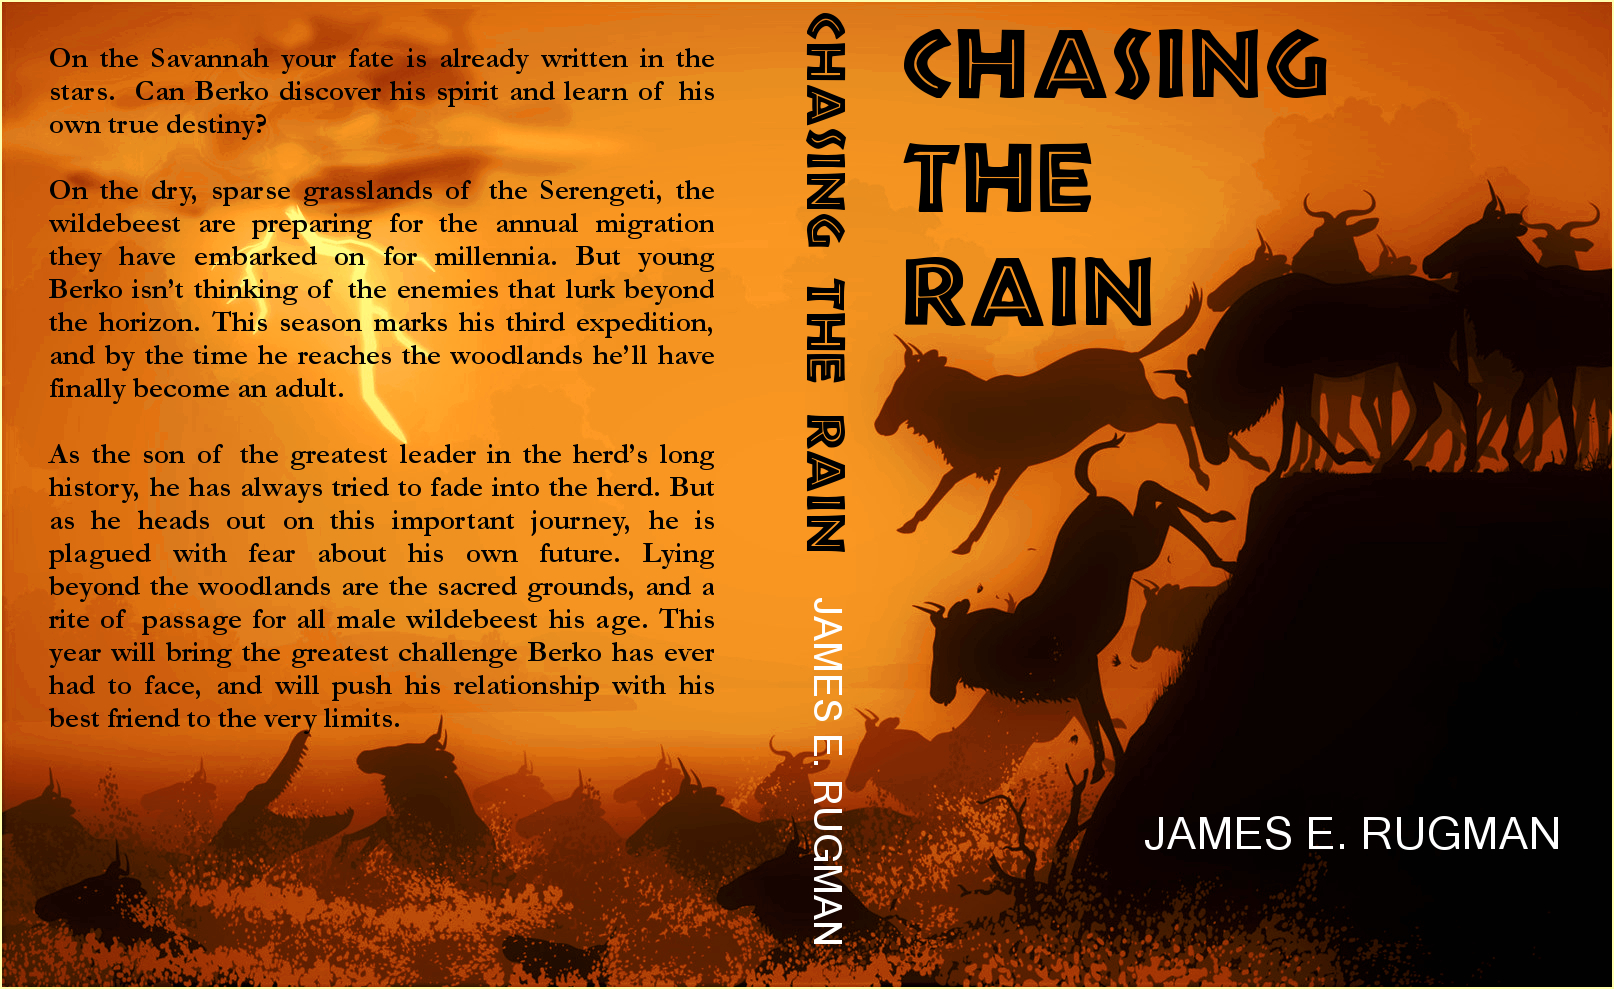 On the Savannah your fate is already written in the
stars. Can Berko discover his spirit and learn of his
own true destiny?
On the dry, sparse grasslands of the Serengeti, the
wildebeest are preparing for the annual migration
they have embarked on for millennia. But young
Berko isn’t thinking of the enemies that lurk beyond
the horizon. This season marks his third expedition,
and by the time he reaches the woodlands he’ll have
finally become an adult.
As the son of the greatest leader in the herd’s long
history, he has always tried to fade into the herd. But
as he heads out on this important journey, he is
plagued with fear about his own future. Lying
beyond the woodlands are the sacred grounds, and a
rite of passage for all male wildebeest his age. This
year will bring the greatest challenge Berko has ever
had to face, and will push his relationship with his
best friend to the very limits.
CHASING THE RAIN JAMES E. RUGMAN
CHASING
THE
RAIN
JAMES E. RUGMAN